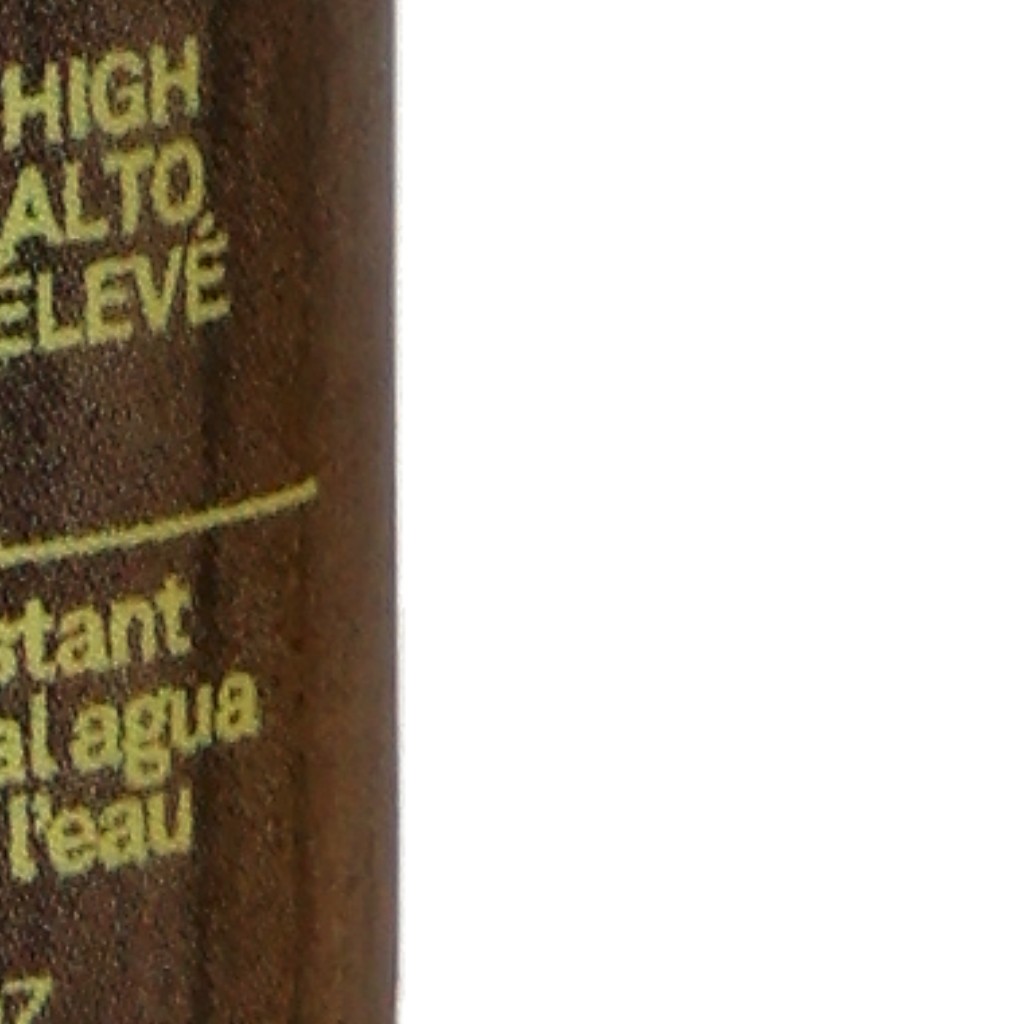 HIGH
ALTO
ÉLEVÉ
stant
al agua
l'eau